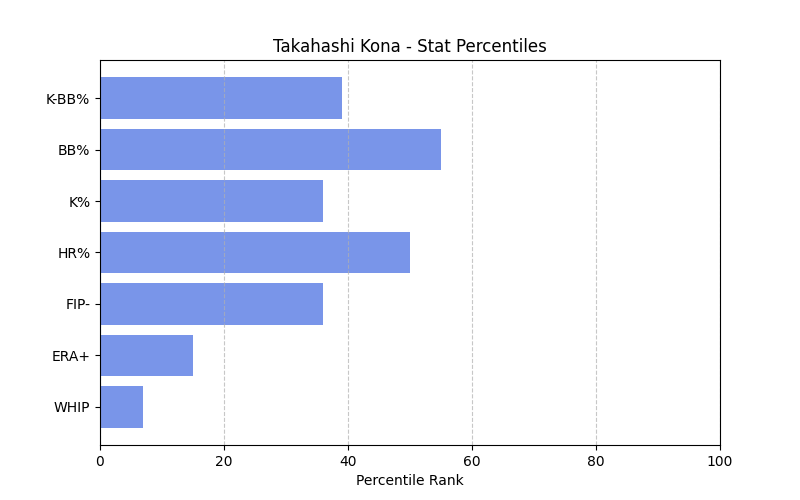 Takahashi Kona - Stat Percentiles
K-BB%
BB%
K%
HR%
FIP-
ERA+
WHIP
0 20 40 60 80 100
Percentile Rank